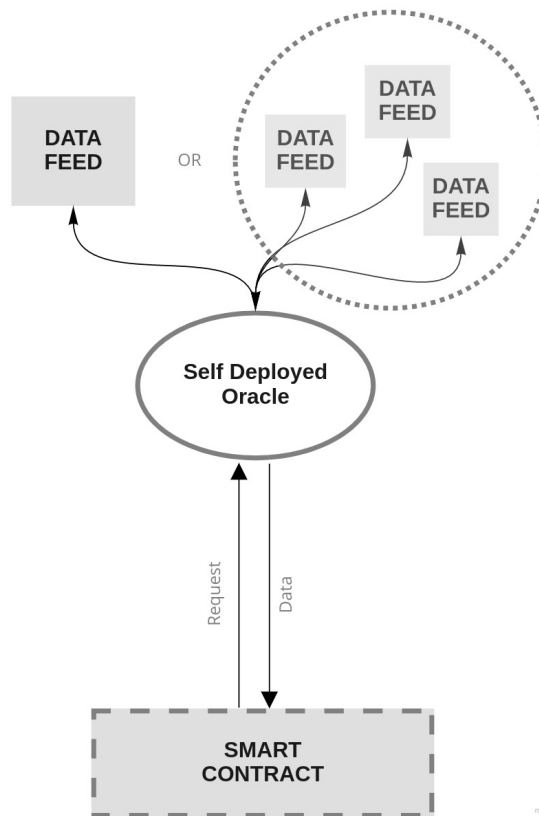 DATA
FEED
OR
DATA
FEED
DATA
FEED
DATA
FEED
Self Deployed
Oracle
Request
Data
SMART
CONTRACT